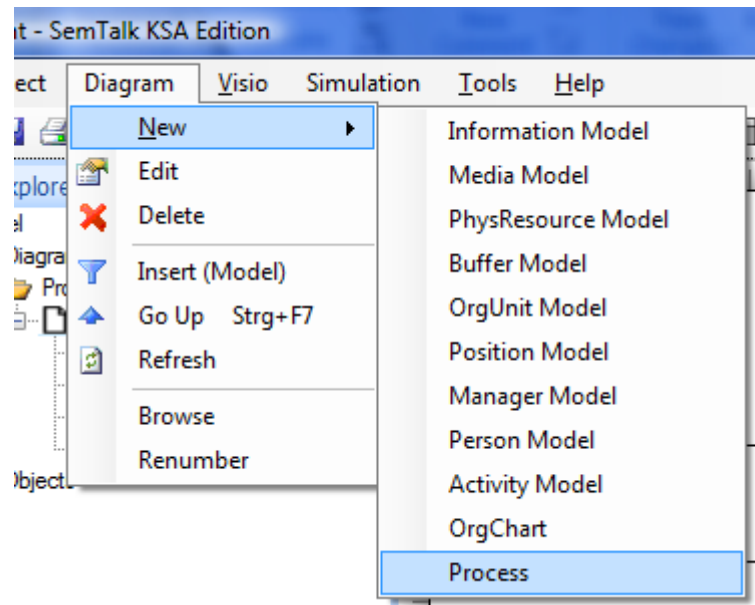 nt - SemTalk KSA Edition
ect Diagram Visio Simulation Tools Help
New
Edit
Delete
Insert (Model)
Go Up Strg+F7
Refresh
Browse
Renumber
Information Model
Media Model
PhysResource Model
Buffer Model
OrgUnit Model
Position Model
Manager Model
Person Model
Activity Model
OrgChart
Process
xplore
el
Diagra
Pro
Objects